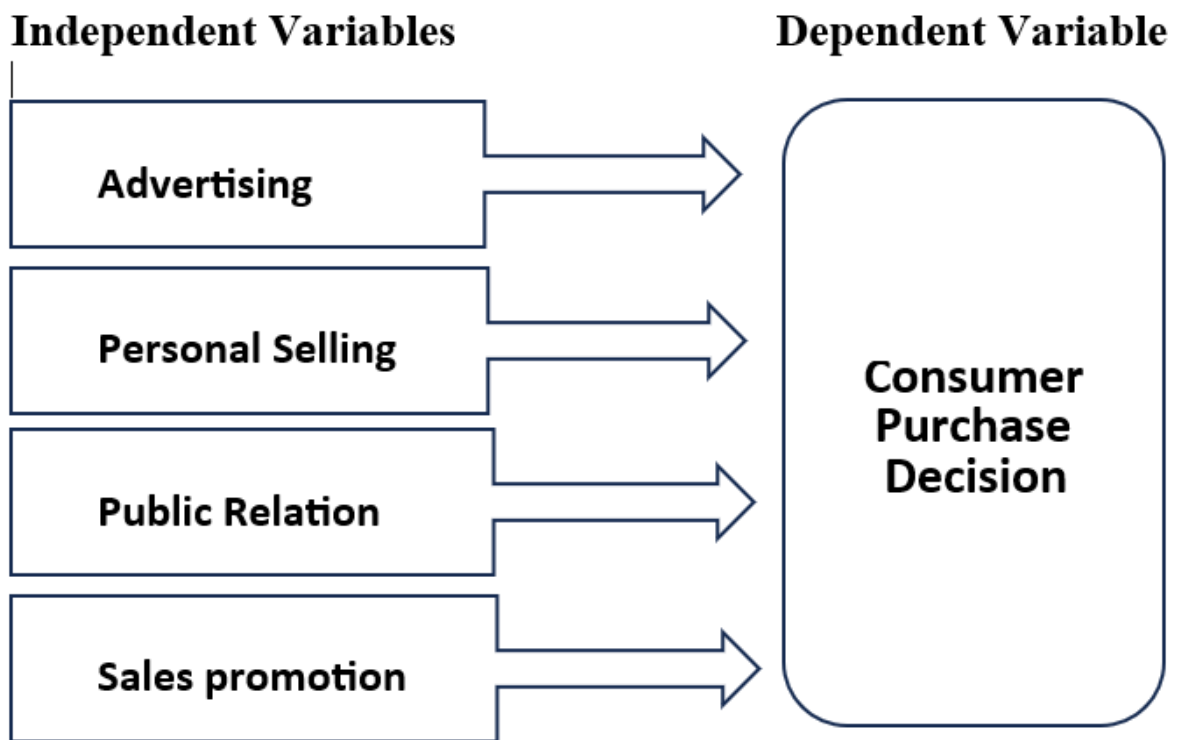 Independent Variables
Dependent Variable
Advertising
Personal Selling
Public Relation
Sales promotion
Consumer
Purchase
Decision